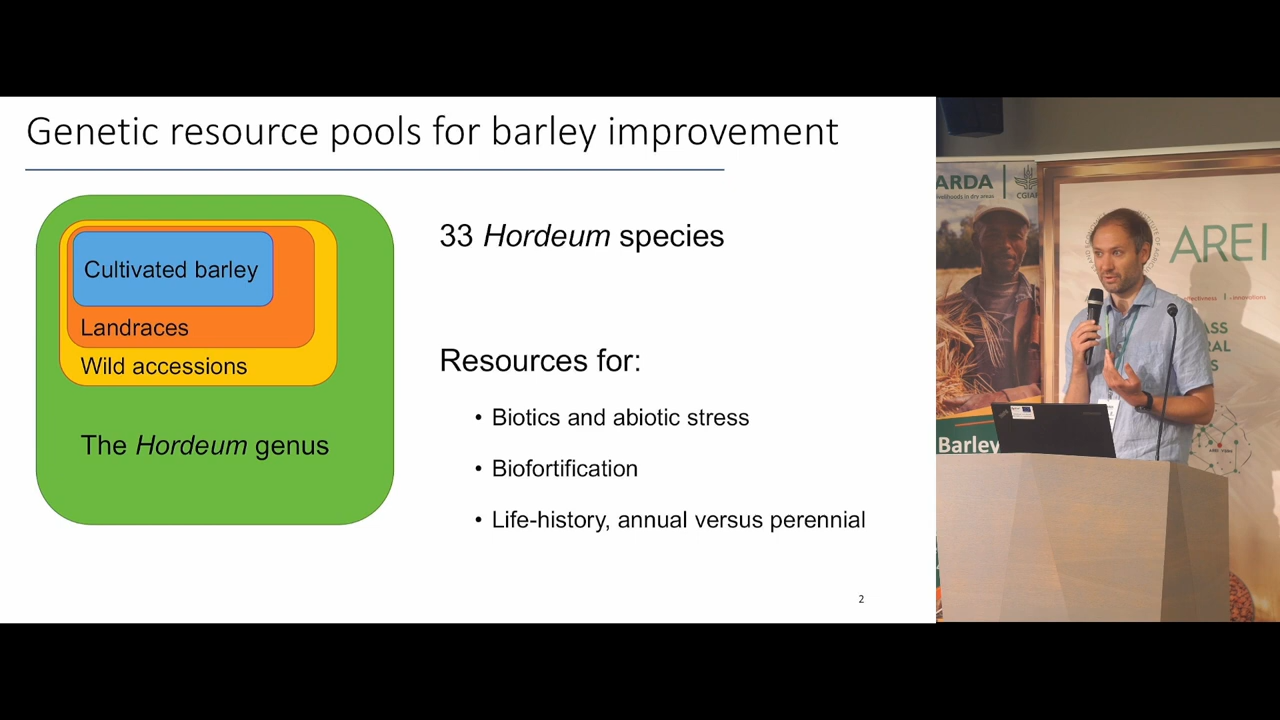 Genetic resource pools for barley improvement
Cultivated barley
Landraces
Wild accessions
The Hordeum genus
33 Hordeum species
Resources for:
• Biotics and abiotic stress
• Biofortification
• Life-history, annual versus perennial
2
ARDA
CGIAR
AREI
Barley